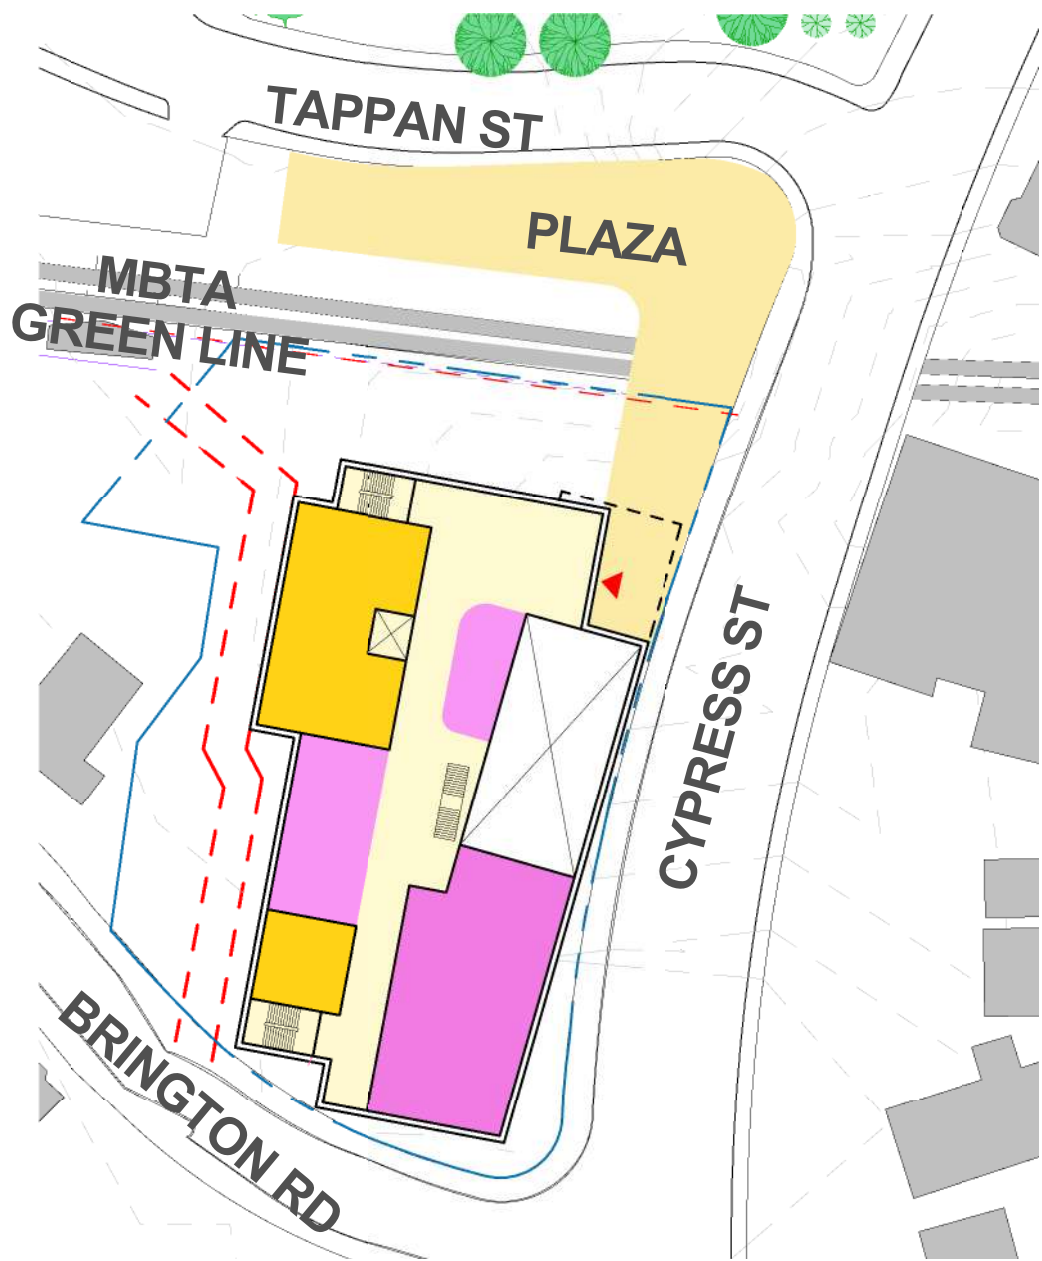 TAPPAN ST
PLAZA
MBTA
GREEN LINE
CYPRESS ST
BRINGTON RD